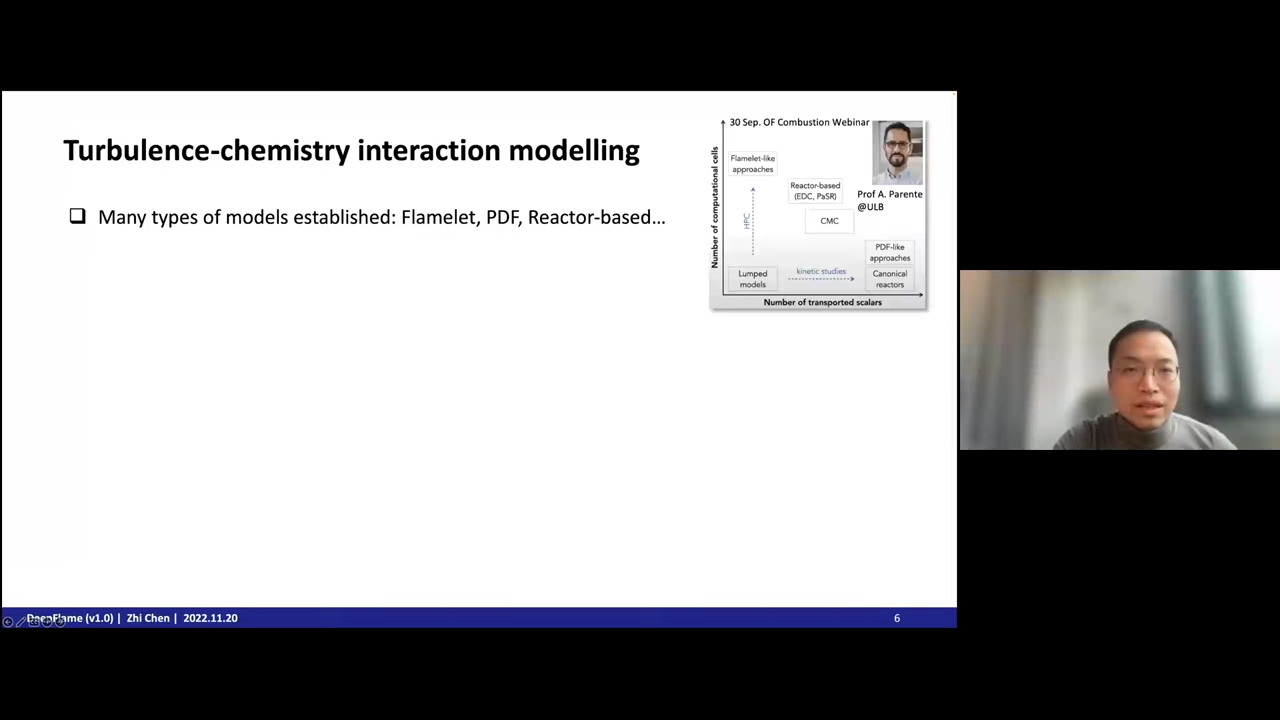 Turbulence-chemistry interaction modelling
Many types of models established: Flamelet, PDF, Reactor-based...
30 Sep. OF Combustion Webinar
Number of computational cells
Flamelet-like
approaches
Reactor-based
(EDC, PaSR)
Prof A. Parente
@ULB
HPC
CMC
PDF-like
approaches
Lumped
models
kinetic studies
Canonical
reactors
Number of transported scalars
DeepFlame (v1.0) | Zhi Chen | 2022.11.20
6